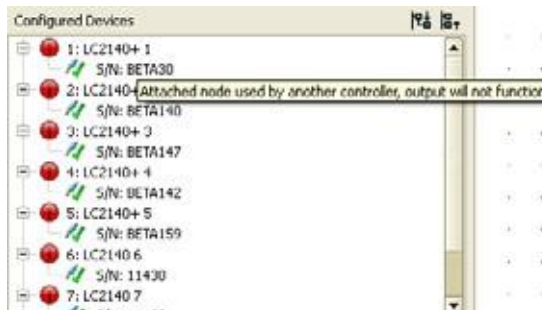 Configured Devices
1: LC2140+ 1
S/N: BETA30
2: LC2140+
Attached node used by another controller, output will not function
S/N: BETA140
3: LC2140+ 3
S/N: BETA147
4: LC2140+ 4
S/N: BETA142
5: LC2140+ 5
S/N: BETA159
6: LC2140 6
S/N: 11430
7: LC2140 7